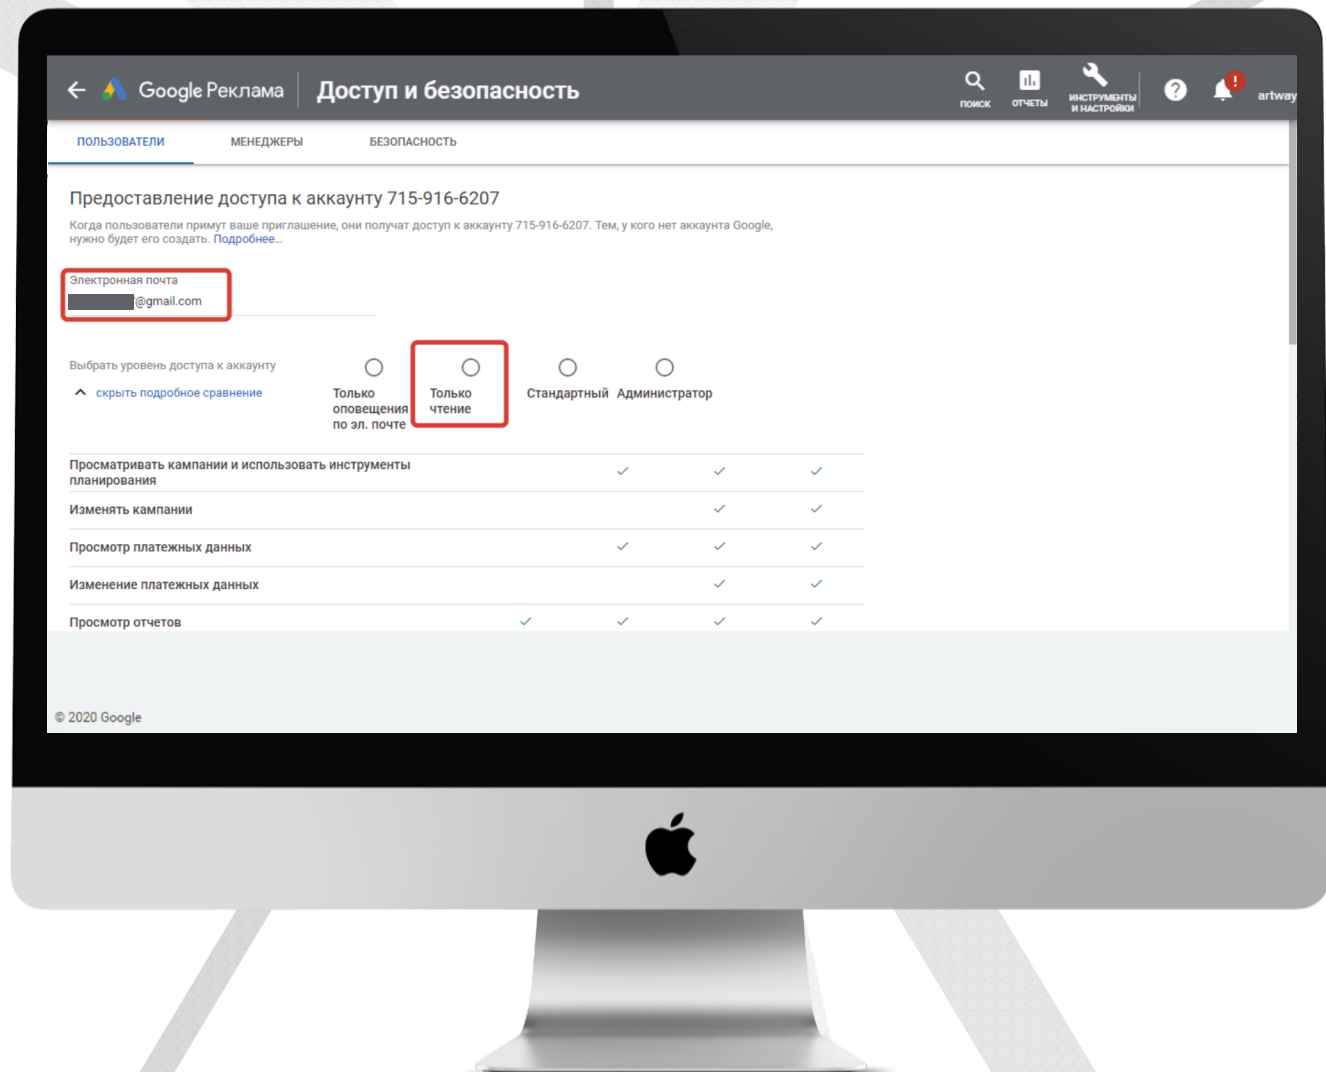 Google Реклама
Доступ и безопасность
ПОИСК
ОТЧЕТЫ
ИНСТРУМЕНТЫ
И НАСТРОЙКИ
?
!
artway
ПОЛЬЗОВАТЕЛИ
МЕНЕДЖЕРЫ
БЕЗОПАСНОСТЬ
Предоставление доступа к аккаунту 715-916-6207
Когда пользователи примут ваше приглашение, они получат доступ к аккаунту 715-916-6207. Тем, у кого нет аккаунта Google,
нужно будет его создать. Подробнее...
Электронная почта
@gmail.com
Выбрать уровень доступа к аккаунту
скрыть подробное сравнение
Только
оповещения
по эл. почте
Только
чтение
Стандартный
Администратор
Просматривать кампании и использовать инструменты
планирования
Изменять кампании
Просмотр платежных данных
Изменение платежных данных
Просмотр отчетов
© 2020 Google